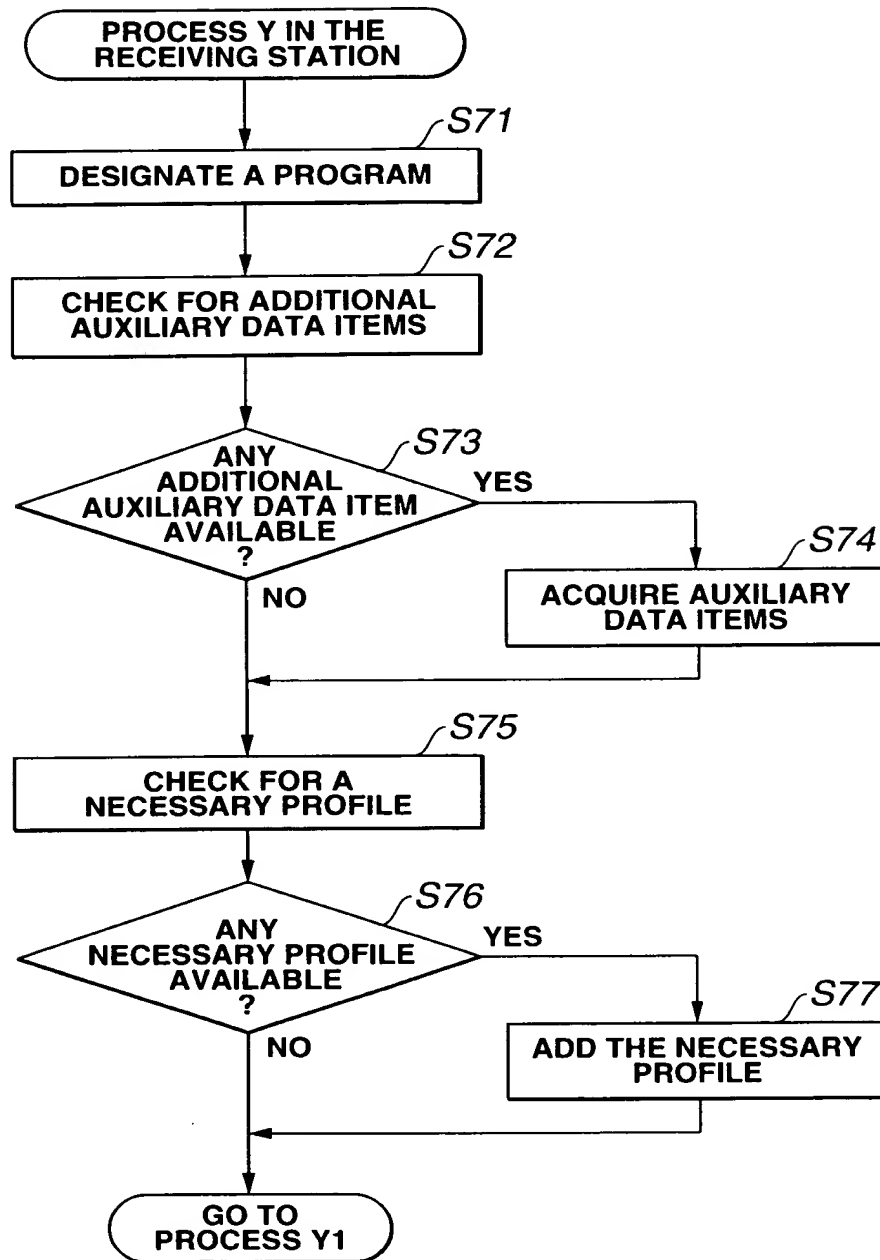 PROCESS Y IN THE
RECEIVING STATION
S71
DESIGNATE A PROGRAM
S72
CHECK FOR ADDITIONAL
AUXILIARY DATA ITEMS
S73
ANY
ADDITIONAL
AUXILIARY DATA ITEM
AVAILABLE
?
YES
NO
S74
ACQUIRE AUXILIARY
DATA ITEMS
S75
CHECK FOR A
NECESSARY PROFILE
S76
ANY
NECESSARY PROFILE
AVAILABLE
?
YES
NO
S77
ADD THE NECESSARY
PROFILE
GO TO
PROCESS Y1